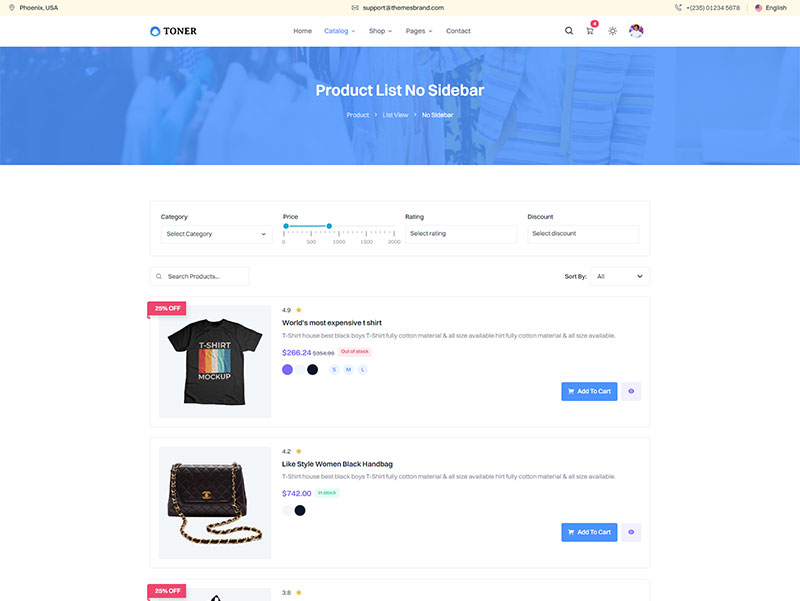 Phoenix, USA
support@themesbrand.com
+(235) 01234 5678
English
TONER
Home
Catalog
Shop
Pages
Contact
4
Product List No Sidebar
Product
List View
No Sidebar
Category
Price
Rating
Discount
Select Category
Select rating
Select discount
0 500 1000 1500 2000
Search Products...
Sort By:
All
25% OFF
T-SHIRT
MOCKUP
4.9
World's most expensive t shirt
T-Shirt house best black boys T-Shirt fully cotton material & all size available hirt fully cotton material & all size available.
$266.24 $354.99 Out of stock
S M L
Add To Cart
4.2
Like Style Women Black Handbag
T-Shirt house best black boys T-Shirt fully cotton material & all size available hirt fully cotton material & all size available.
$742.00 In stock
Add To Cart
25% OFF
3.8